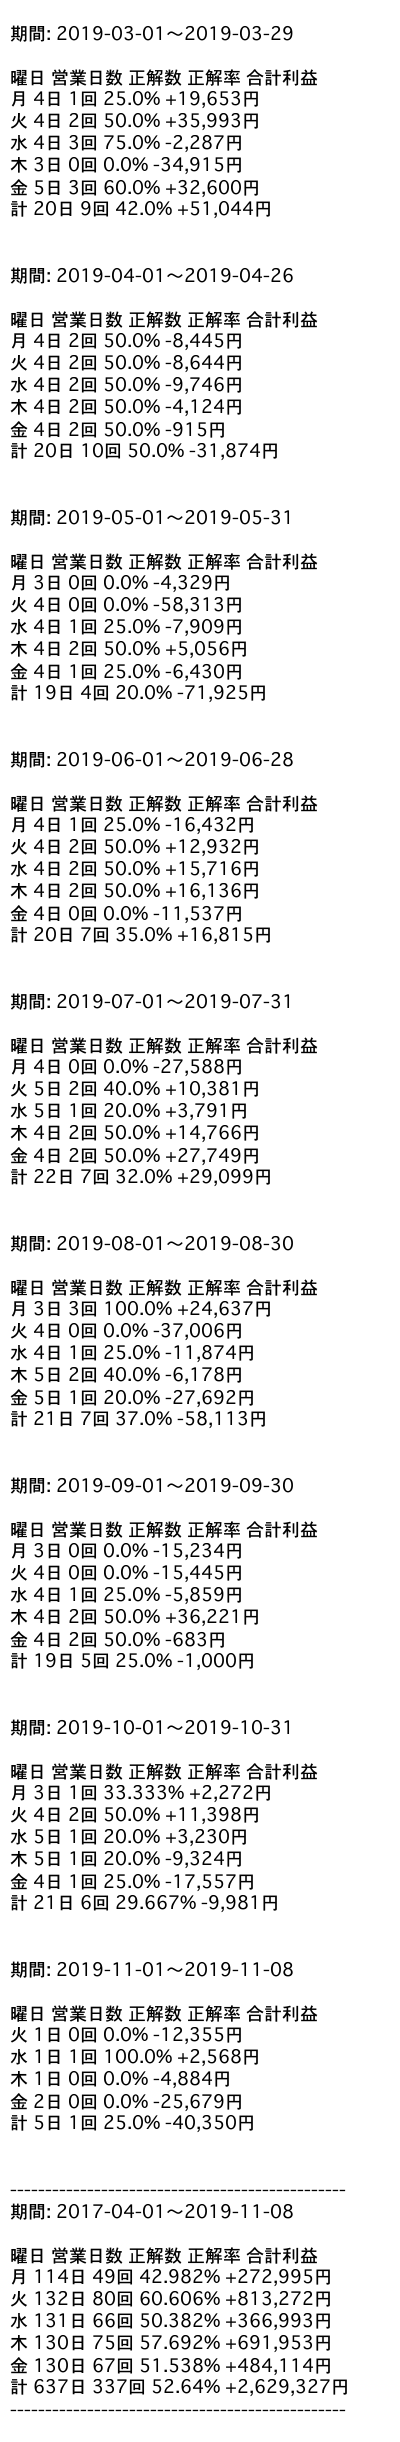 期間: 2019-03-01～2019-03-29
曜日 営業日数 正解数 正解率 合計利益
月 4日 1回 25.0% +19,653円
火 4日 2回 50.0% +35,993円
水 4日 3回 75.0% -2,287円
木 3日 0回 0.0% -34,915円
金 5日 3回 60.0% +32,600円
計 20日 9回 42.0% +51,044円
期間: 2019-04-01～2019-04-26
曜日 営業日数 正解数 正解率 合計利益
月 4日 2回 50.0% -8,445円
火 4日 2回 50.0% -8,644円
水 4日 2回 50.0% -9,746円
木 4日 2回 50.0% -4,124円
金 4日 2回 50.0% -915円
計 20日 10回 50.0% -31,874円
期間: 2019-05-01～2019-05-31
曜日 営業日数 正解数 正解率 合計利益
月 3日 0回 0.0% -4,329円
火 4日 0回 0.0% -58,313円
水 4日 1回 25.0% -7,909円
木 4日 2回 50.0% +5,056円
金 4日 1回 25.0% -6,430円
計 19日 4回 20.0% -71,925円
期間: 2019-06-01～2019-06-28
曜日 営業日数 正解数 正解率 合計利益
月 4日 1回 25.0% -16,432円
火 4日 2回 50.0% +12,932円
水 4日 2回 50.0% +15,716円
木 4日 2回 50.0% +16,136円
金 4日 0回 0.0% -11,537円
計 20日 7回 35.0% +16,815円
期間: 2019-07-01～2019-07-31
曜日 営業日数 正解数 正解率 合計利益
月 4日 0回 0.0% -27,588円
火 5日 2回 40.0% +10,381円
水 5日 1回 20.0% +3,791円
木 4日 2回 50.0% +14,766円
金 4日 2回 50.0% +27,749円
計 22日 7回 32.0% +29,099円
期間: 2019-08-01～2019-08-30
曜日 営業日数 正解数 正解率 合計利益
月 3日 3回 100.0% +24,637円
火 4日 0回 0.0% -37,006円
水 4日 1回 25.0% -11,874円
木 5日 2回 40.0% -6,178円
金 5日 1回 20.0% -27,692円
計 21日 7回 37.0% -58,113円
期間: 2019-09-01～2019-09-30
曜日 営業日数 正解数 正解率 合計利益
月 3日 0回 0.0% -15,234円
火 4日 0回 0.0% -15,445円
水 4日 1回 25.0% -5,859円
木 4日 2回 50.0% +36,221円
金 4日 2回 50.0% -683円
計 19日 5回 25.0% -1,000円
期間: 2019-10-01～2019-10-31
曜日 営業日数 正解数 正解率 合計利益
月 3日 1回 33.333% +2,272円
火 4日 2回 50.0% +11,398円
水 5日 1回 20.0% +3,230円
木 5日 1回 20.0% -9,324円
金 4日 1回 25.0% -17,557円
計 21日 6回 29.667% -9,981円
期間: 2019-11-01～2019-11-08
曜日 営業日数 正解数 正解率 合計利益
火 1日 0回 0.0% -12,355円
水 1日 1回 100.0% +2,568円
木 1日 0回 0.0% -4,884円
金 2日 0回 0.0% -25,679円
計 5日 1回 25.0% -40,350円
------------------------------------------------
期間: 2017-04-01～2019-11-08
曜日 営業日数 正解数 正解率 合計利益
月 114日 49回 42.982% +272,995円
火 132日 80回 60.606% +813,272円
水 131日 66回 50.382% +366,993円
木 130日 75回 57.692% +691,953円
金 130日 67回 51.538% +484,114円
計 637日 337回 52.64% +2,629,327円
------------------------------------------------